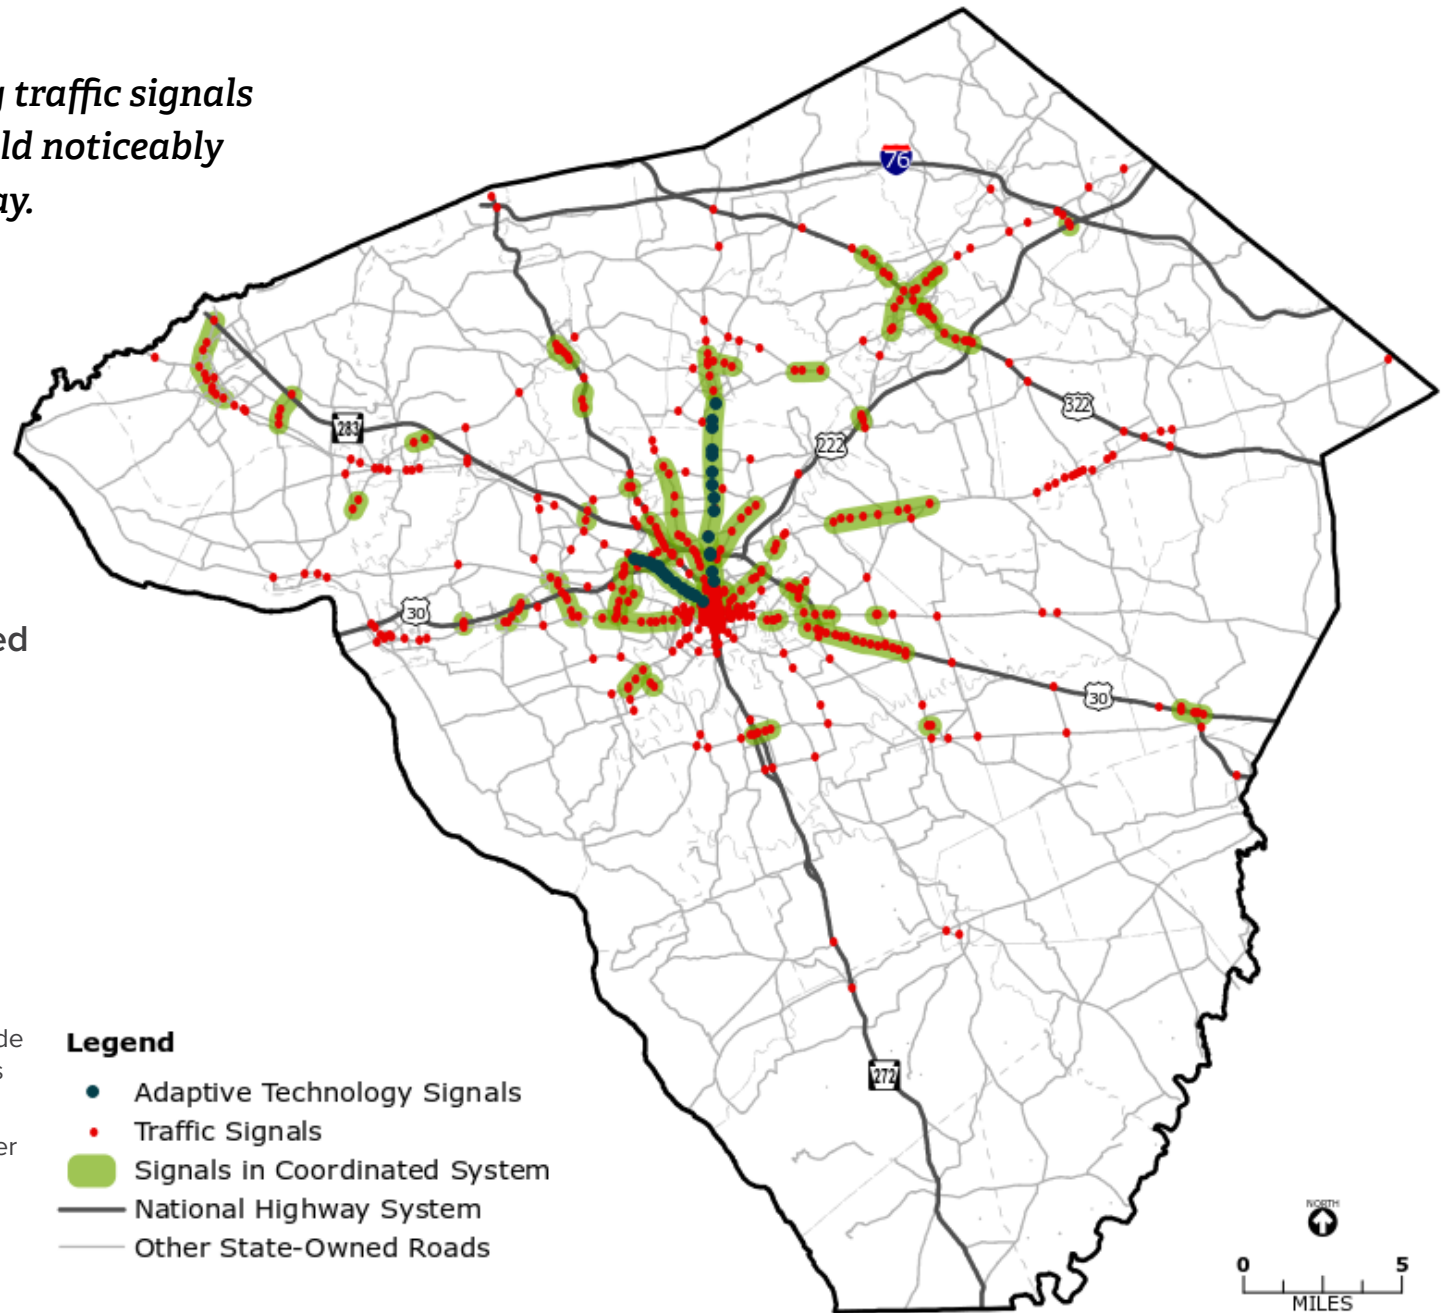 g traffic signals
ld noticeably
ay.
76
283
322
222
30
ed
30
272
de
s
er
Legend
Adaptive Technology Signals
Traffic Signals
Signals in Coordinated System
National Highway System
Other State-Owned Roads
NORTH
0 5
MILES